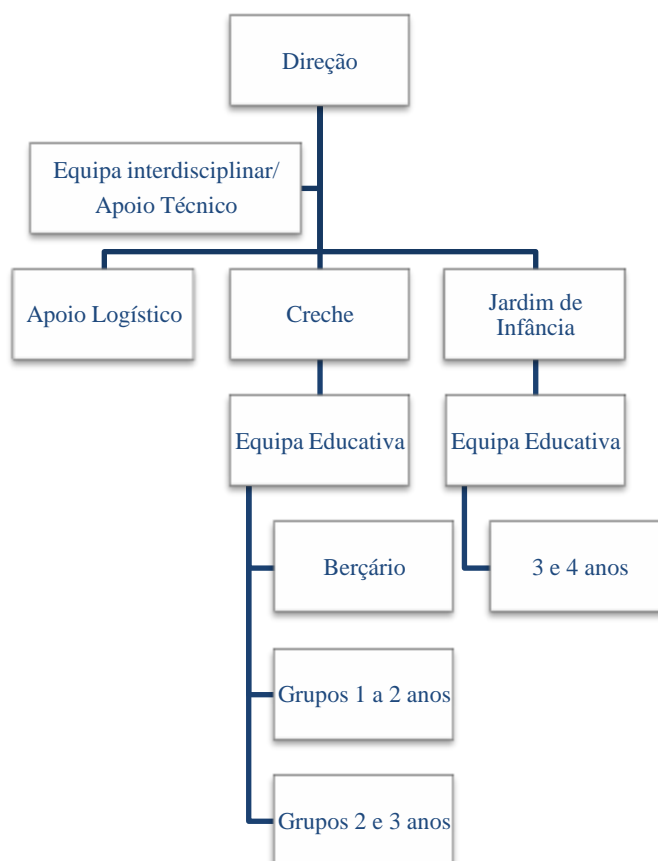 Direção
Equipa interdisciplinar/
Apoio Técnico
Apoio Logístico
Creche
Jardim de
Infância
Equipa Educativa
Equipa Educativa
Berçário
3 e 4 anos
Grupos 1 a 2 anos
Grupos 2 e 3 anos